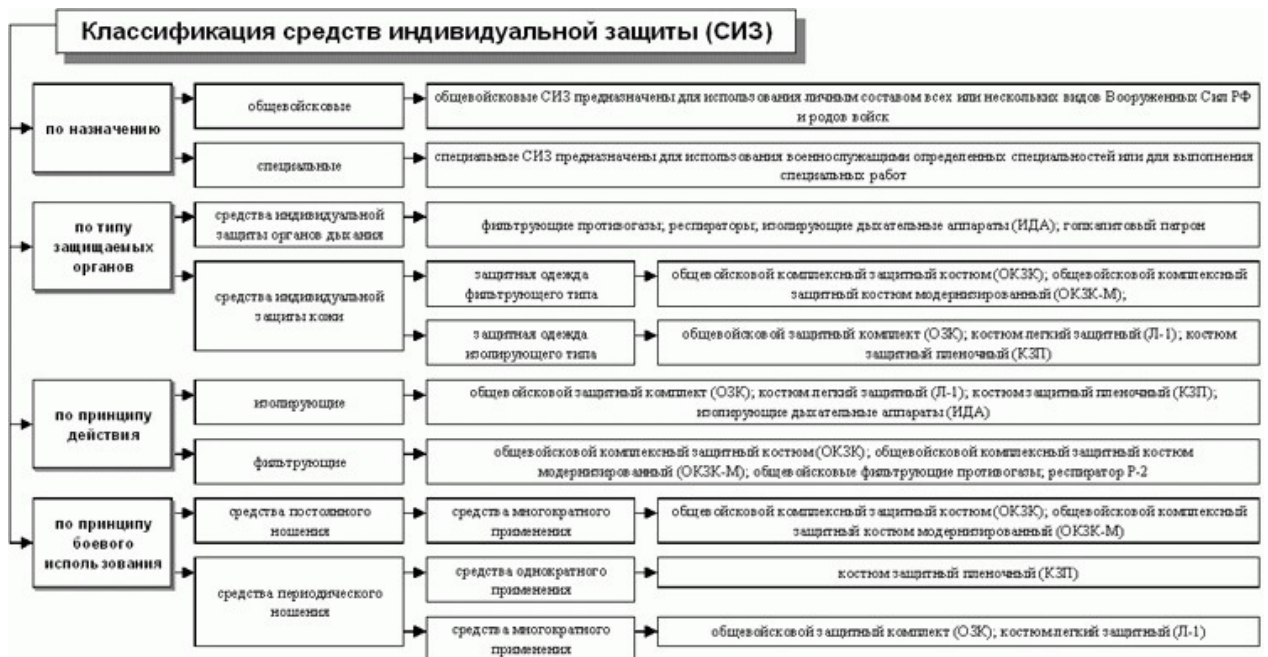 Классификация средств индивидуальной защиты (СИЗ)
по назначению
общевойсковые
общевойсковые СИЗ предназначены для использования личным составом всех или нескольких видов Вооруженных Сил РФ
и родов войск
специальные
специальные СИЗ предназначены для использования военнослужащими определенных специальностей или для выполнения
специальных работ
по типу
защищаемых
органов
средства индивидуальной
защиты органов дыхания
фильтрующие противогазы; респираторы; изолирующие дыхательные аппараты (ИДА); гопкалитовый патрон
средства индивидуальной
защиты кожи
защитная одежда
фильтрующего типа
общевойсковой комплексный защитный костюм (ОКЗК); общевойсковой комплексный
защитный костюм модернизированный (ОКЗК-М);
защитная одежда
изолирующего типа
общевойсковой защитный комплект (ОЗК); костюм легкий защитный (Л-1); костюм
защитный пленочный (КЗП)
по принципу
действия
изолирующие
общевойсковой защитный комплект (ОЗК); костюм легкий защитный (Л-1); костюм защитный пленочный (КЗП);
изолирующие дыхательные аппараты (ИДА)
фильтрующие
общевойсковой комплексный защитный костюм (ОКЗК); общевойсковой комплексный защитный костюм
модернизированный (ОКЗК-М); общевойсковые фильтрующие противогазы; респиратор Р-2
по принципу
боевого
использования
средства постоянного
ношения
средства многократного
применения
общевойсковой комплексный защитный костюм (ОКЗК); общевойсковой комплексный
защитный костюм модернизированный (ОКЗК-М)
средства периодического
ношения
средства однократного
применения
костюм защитный пленочный (КЗП)
средства многократного
применения
общевойсковой защитный комплект (ОЗК); костюм легкий защитный (Л-1)